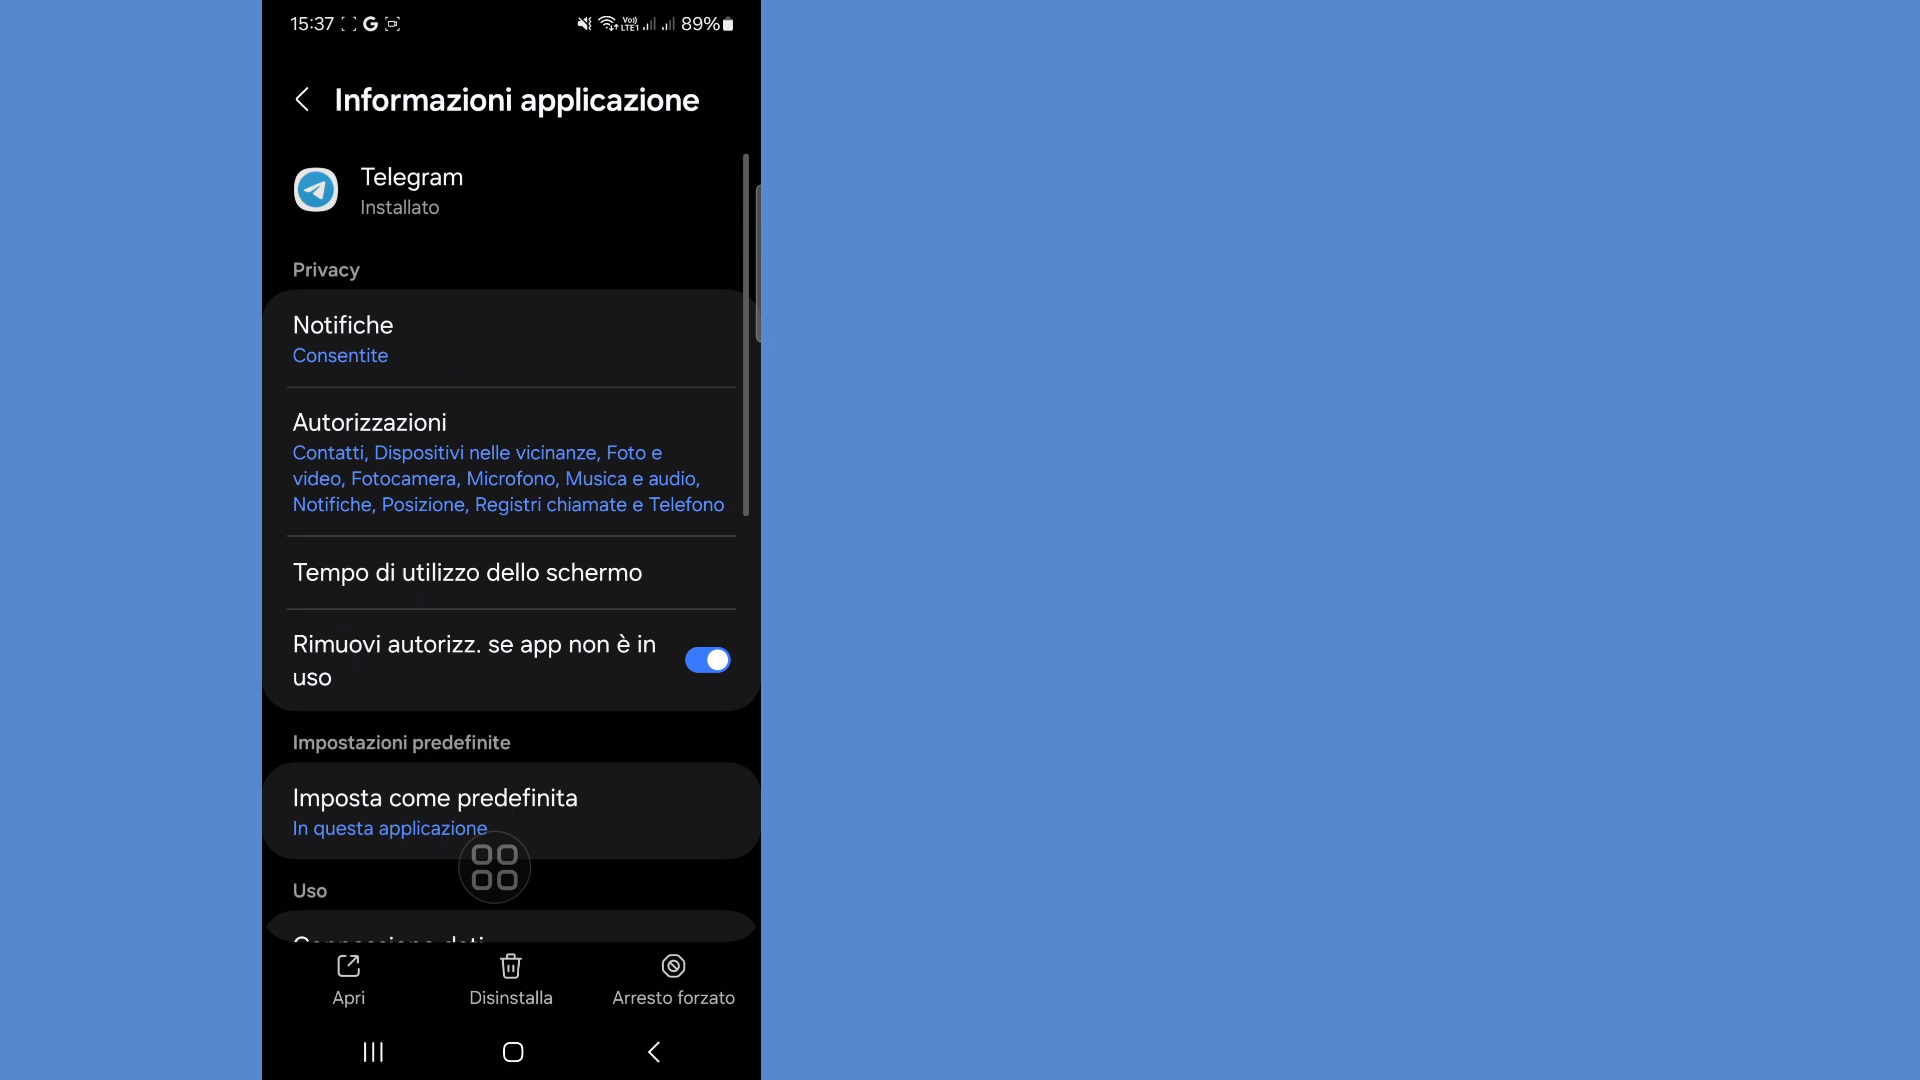 15:37
89%
Informazioni applicazione
Telegram
Installato
Privacy
Notifiche
Consentite
Autorizzazioni
Contatti, Dispositivi nelle vicinanze, Foto e
video, Fotocamera, Microfono, Musica e audio,
Notifiche, Posizione, Registri chiamate e Telefono
Tempo di utilizzo dello schermo
Rimuovi autorizz. se app non è in
uso
Impostazioni predefinite
Imposta come predefinita
In questa applicazione
Uso
Connessione dati
Apri
Disinstalla
Arresto forzato